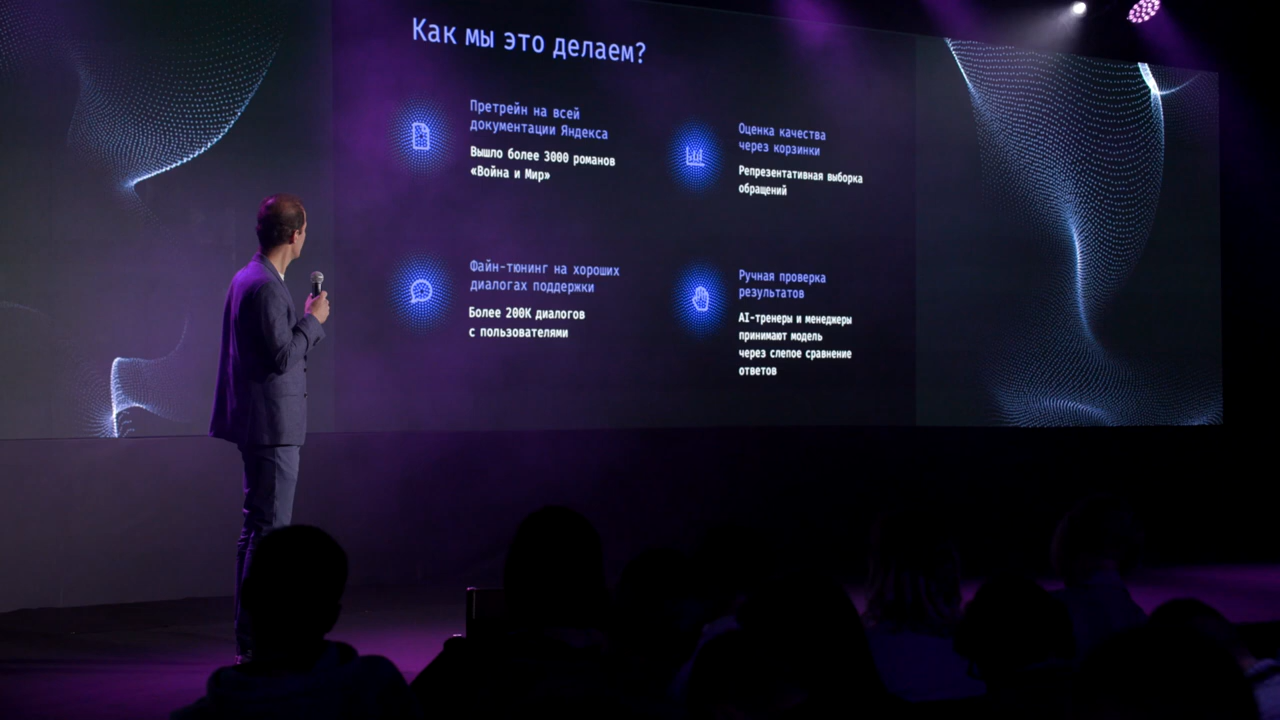 Как мы это делаем?
Претрейн на всей
документации Яндекса
Вышло более 3000 романов
«Война и Мир»
Оценка качества
через корзинки
Репрезентативная выборка
обращений
Файн-тюнинг на хороших
диалогах поддержки
Более 200K диалогов
с пользователями
Ручная проверка
результатов
AI-тренеры и менеджеры
принимают модель
через слепое сравнение
ответов